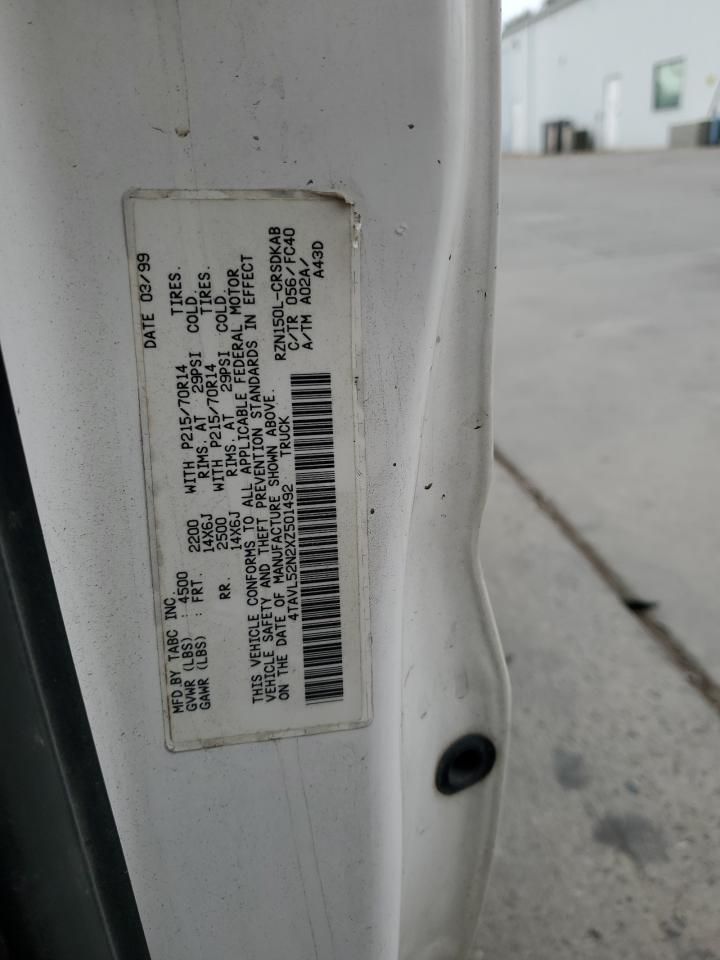 MFD.BY TABC INC. DATE 03/99
GVWR (LBS) : 4500
GAWR (LBS) : FRT. 2200 WITH P215/70R14 TIRES.
14X6J RIMS. AT 29PSI COLD.
RR. 2500 WITH P215/70R14 TIRES.
14X6J RIMS. AT 29PSI COLD.
THIS VEHICLE CONFORMS TO ALL APPLICABLE FEDERAL MOTOR
VEHICLE SAFETY AND THEFT PREVENTION STANDARDS IN EFFECT
ON THE DATE OF MANUFACTURE SHOWN ABOVE.
4TAVL52N2XZ501492 TRUCK
RZN150L-CRSDKAB
C/TR 056/FC40
A/TM A02A/
A43D